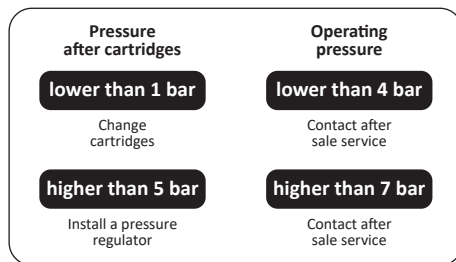 Pressure
after cartridges
lower than 1 bar
Change
cartridges
higher than 5 bar
Install a pressure
regulator
Operating
pressure
lower than 4 bar
Contact after
sale service
higher than 7 bar
Contact after
sale service